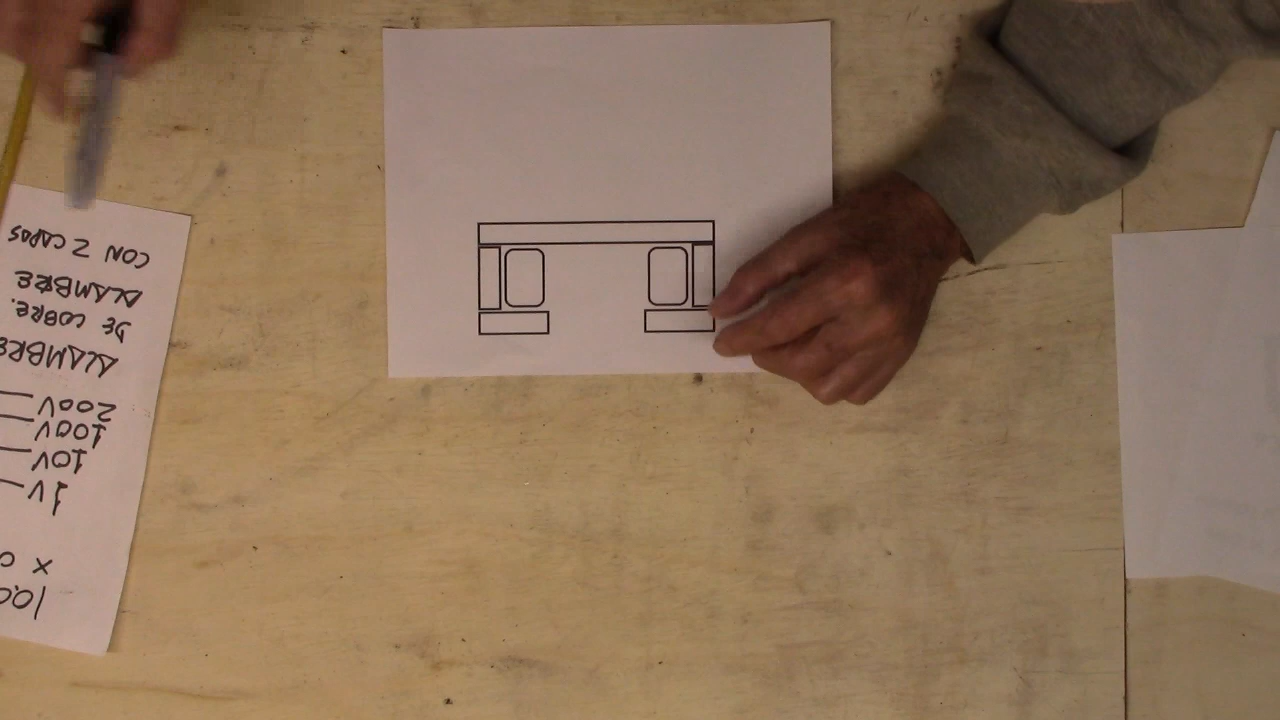 1V
10V
100V
200V
ALAMBRE
DE COBRE.
ALAMBRE
CON 2 CAPAS